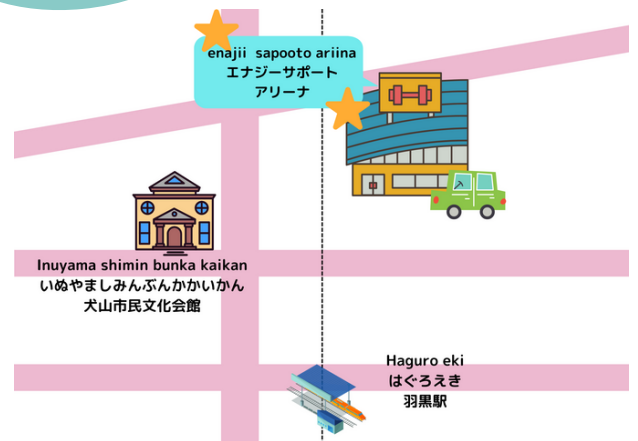 enajii sapooto ariina
エナジーサポート
アリーナ
Inuyama shimin bunka kaikan
いぬやましみんぶんかかいかん
犬山市民文化会館
Haguro eki
はぐろえき
羽黒駅